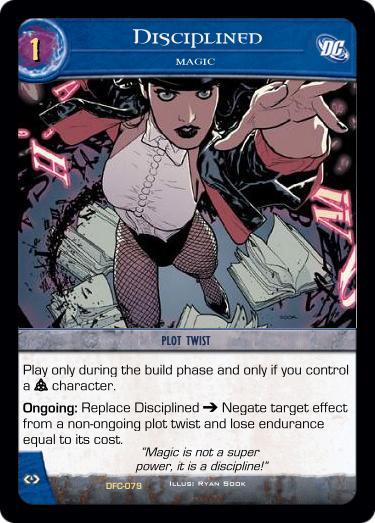 1
DISCIPLINED
DC
MAGIC
SOOK
PLOT TWIST
Play only during the build phase and only if you control
a character.
Ongoing: Replace Disciplined ➔ Negate target effect
from a non-ongoing plot twist and lose endurance
equal to its cost.
"Magic is not a super
power, it is a discipline!"
DFC-079 ILLUS: RYAN SOOK